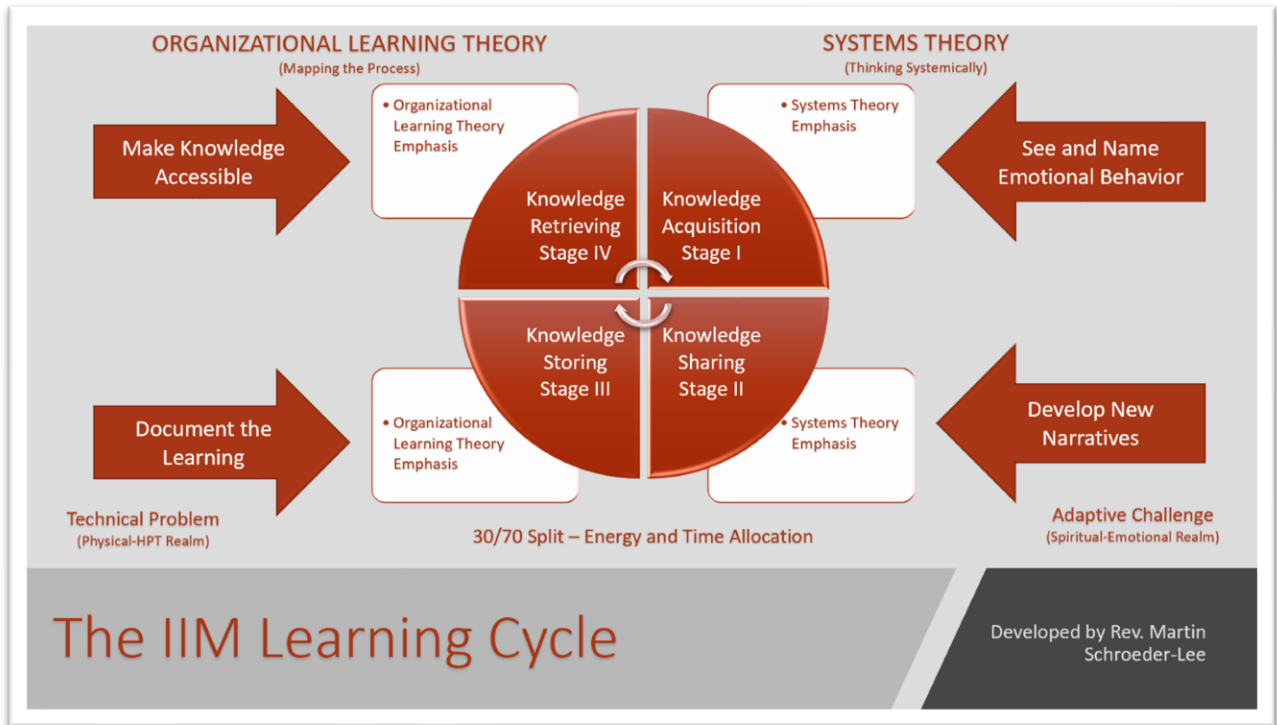 ORGANIZATIONAL LEARNING THEORY
(Mapping the Process)
SYSTEMS THEORY
(Thinking Systemically)
Make Knowledge
Accessible
• Organizational
Learning Theory
Emphasis
• Systems Theory
Emphasis
See and Name
Emotional Behavior
Knowledge
Retrieving
Stage IV
Knowledge
Acquisition
Stage I
Knowledge
Storing
Stage III
Knowledge
Sharing
Stage II
Document the
Learning
• Organizational
Learning Theory
Emphasis
• Systems Theory
Emphasis
Develop New
Narratives
Technical Problem
(Physical-HPT Realm)
30/70 Split – Energy and Time Allocation
Adaptive Challenge
(Spiritual-Emotional Realm)
The IIM Learning Cycle
Developed by Rev. Martin
Schroeder-Lee